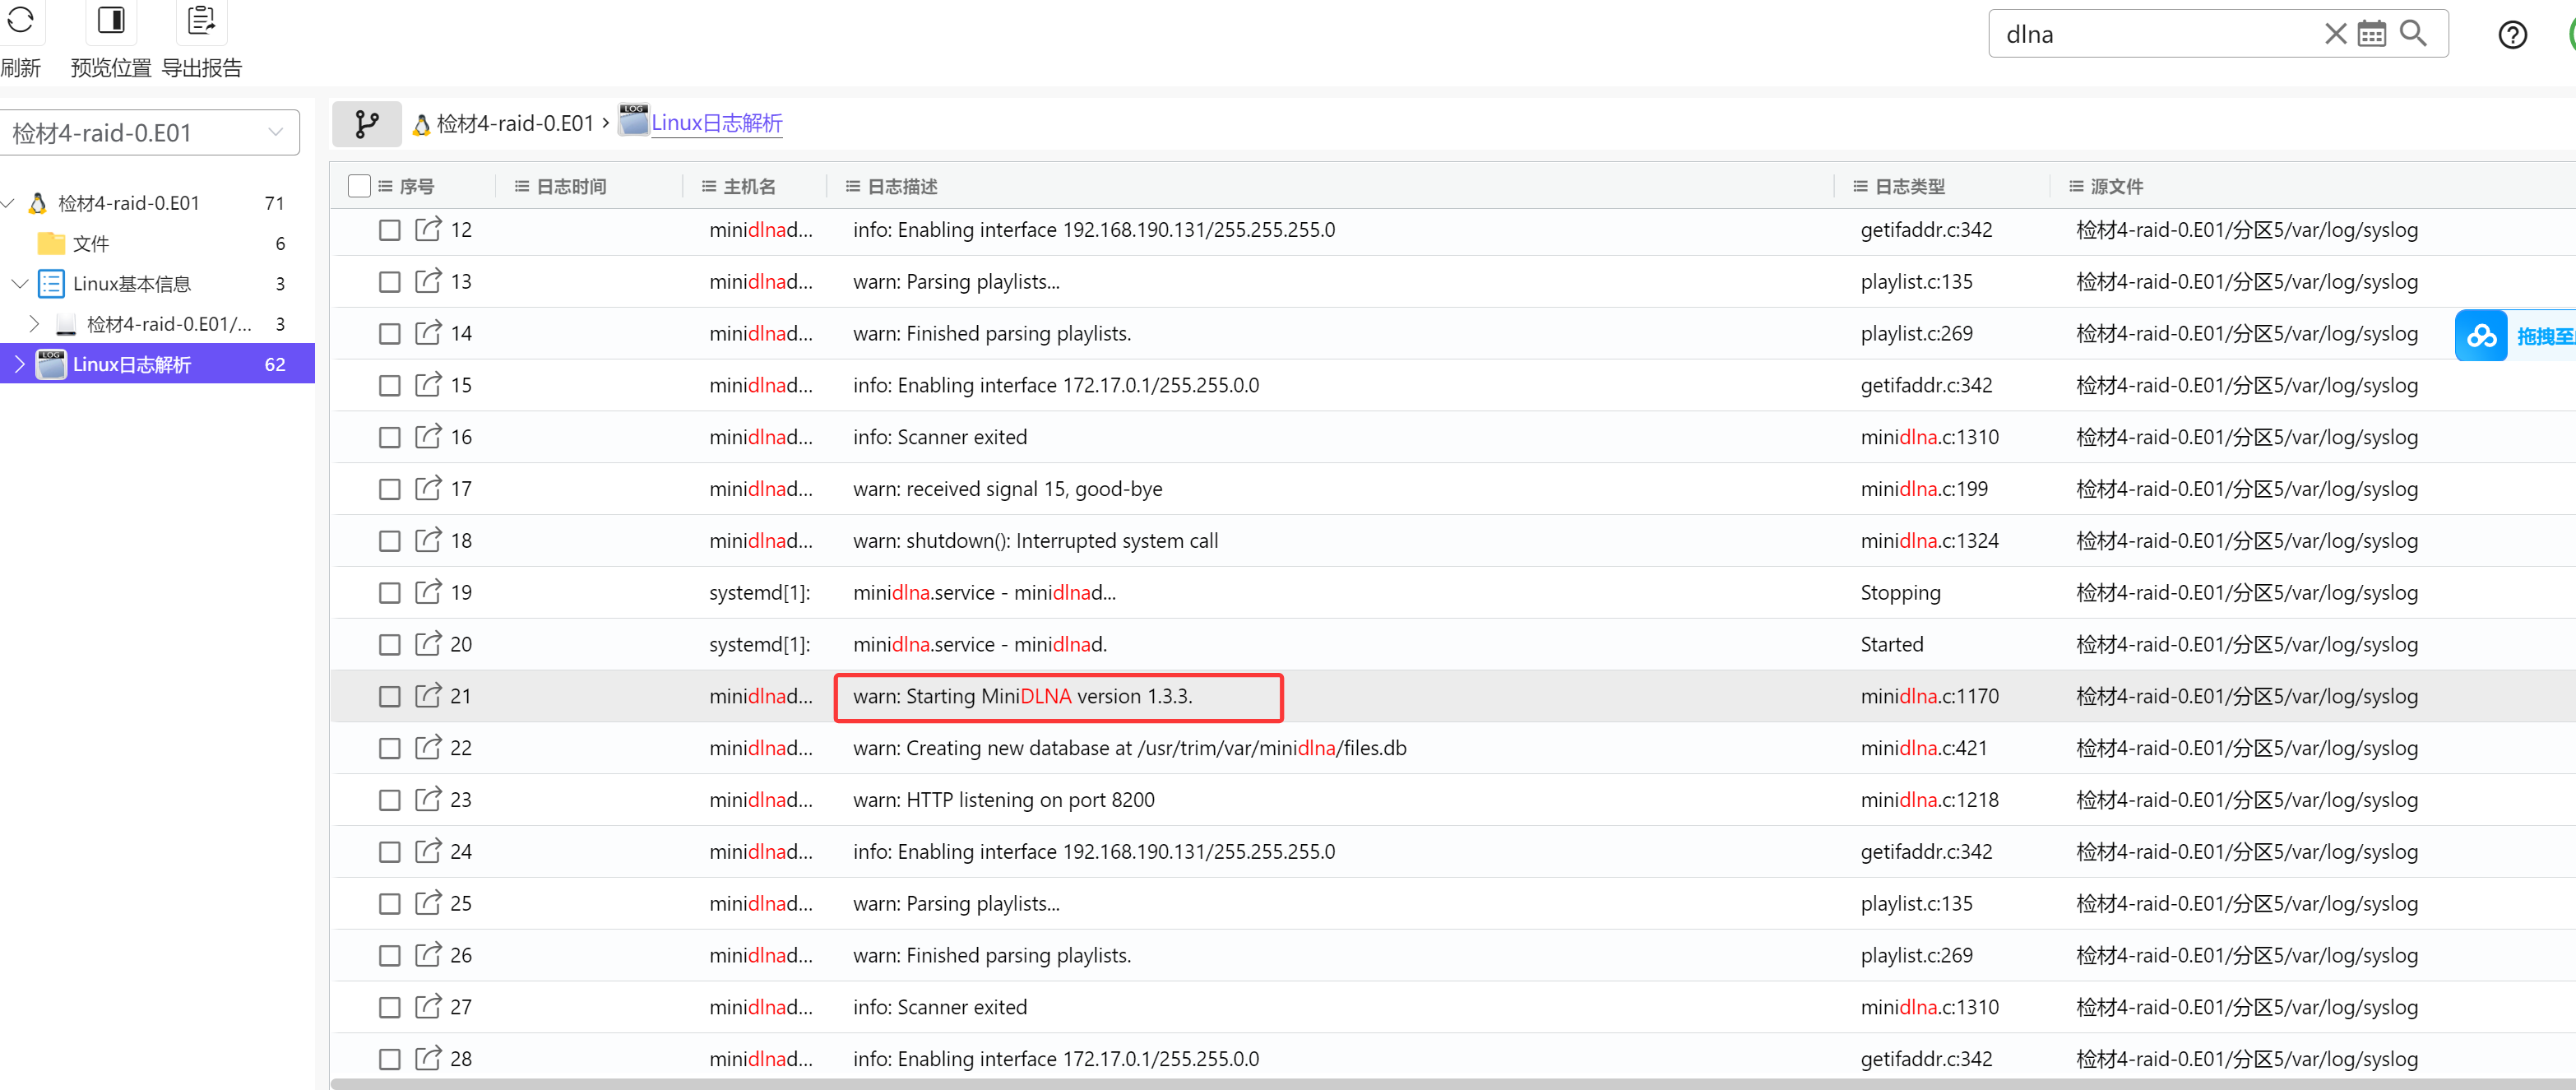 dlna
刷新 预览位置 导出报告
检材4-raid-0.E01
检材4-raid-0.E01 71
文件 6
Linux基本信息 3
检材4-raid-0.E01/... 3
Linux日志解析 62
检材4-raid-0.E01 › Linux日志解析
序号 日志时间 主机名 日志描述 日志类型 源文件
12 minidlnad... info: Enabling interface 192.168.190.131/255.255.255.0 getifaddr.c:342 检材4-raid-0.E01/分区5/var/log/syslog
13 minidlnad... warn: Parsing playlists... playlist.c:135 检材4-raid-0.E01/分区5/var/log/syslog
14 minidlnad... warn: Finished parsing playlists. playlist.c:269 检材4-raid-0.E01/分区5/var/log/syslog
拖拽至
15 minidlnad... info: Enabling interface 172.17.0.1/255.255.0.0 getifaddr.c:342 检材4-raid-0.E01/分区5/var/log/syslog
16 minidlnad... info: Scanner exited minidlna.c:1310 检材4-raid-0.E01/分区5/var/log/syslog
17 minidlnad... warn: received signal 15, good-bye minidlna.c:199 检材4-raid-0.E01/分区5/var/log/syslog
18 minidlnad... warn: shutdown(): Interrupted system call minidlna.c:1324 检材4-raid-0.E01/分区5/var/log/syslog
19 systemd[1]: minidlna.service - minidlnad... Stopping 检材4-raid-0.E01/分区5/var/log/syslog
20 systemd[1]: minidlna.service - minidlnad. Started 检材4-raid-0.E01/分区5/var/log/syslog
21 minidlnad... warn: Starting MiniDLNA version 1.3.3. minidlna.c:1170 检材4-raid-0.E01/分区5/var/log/syslog
22 minidlnad... warn: Creating new database at /usr/trim/var/minidlna/files.db minidlna.c:421 检材4-raid-0.E01/分区5/var/log/syslog
23 minidlnad... warn: HTTP listening on port 8200 minidlna.c:1218 检材4-raid-0.E01/分区5/var/log/syslog
24 minidlnad... info: Enabling interface 192.168.190.131/255.255.255.0 getifaddr.c:342 检材4-raid-0.E01/分区5/var/log/syslog
25 minidlnad... warn: Parsing playlists... playlist.c:135 检材4-raid-0.E01/分区5/var/log/syslog
26 minidlnad... warn: Finished parsing playlists. playlist.c:269 检材4-raid-0.E01/分区5/var/log/syslog
27 minidlnad... info: Scanner exited minidlna.c:1310 检材4-raid-0.E01/分区5/var/log/syslog
28 minidlnad... info: Enabling interface 172.17.0.1/255.255.0.0 getifaddr.c:342 检材4-raid-0.E01/分区5/var/log/syslog